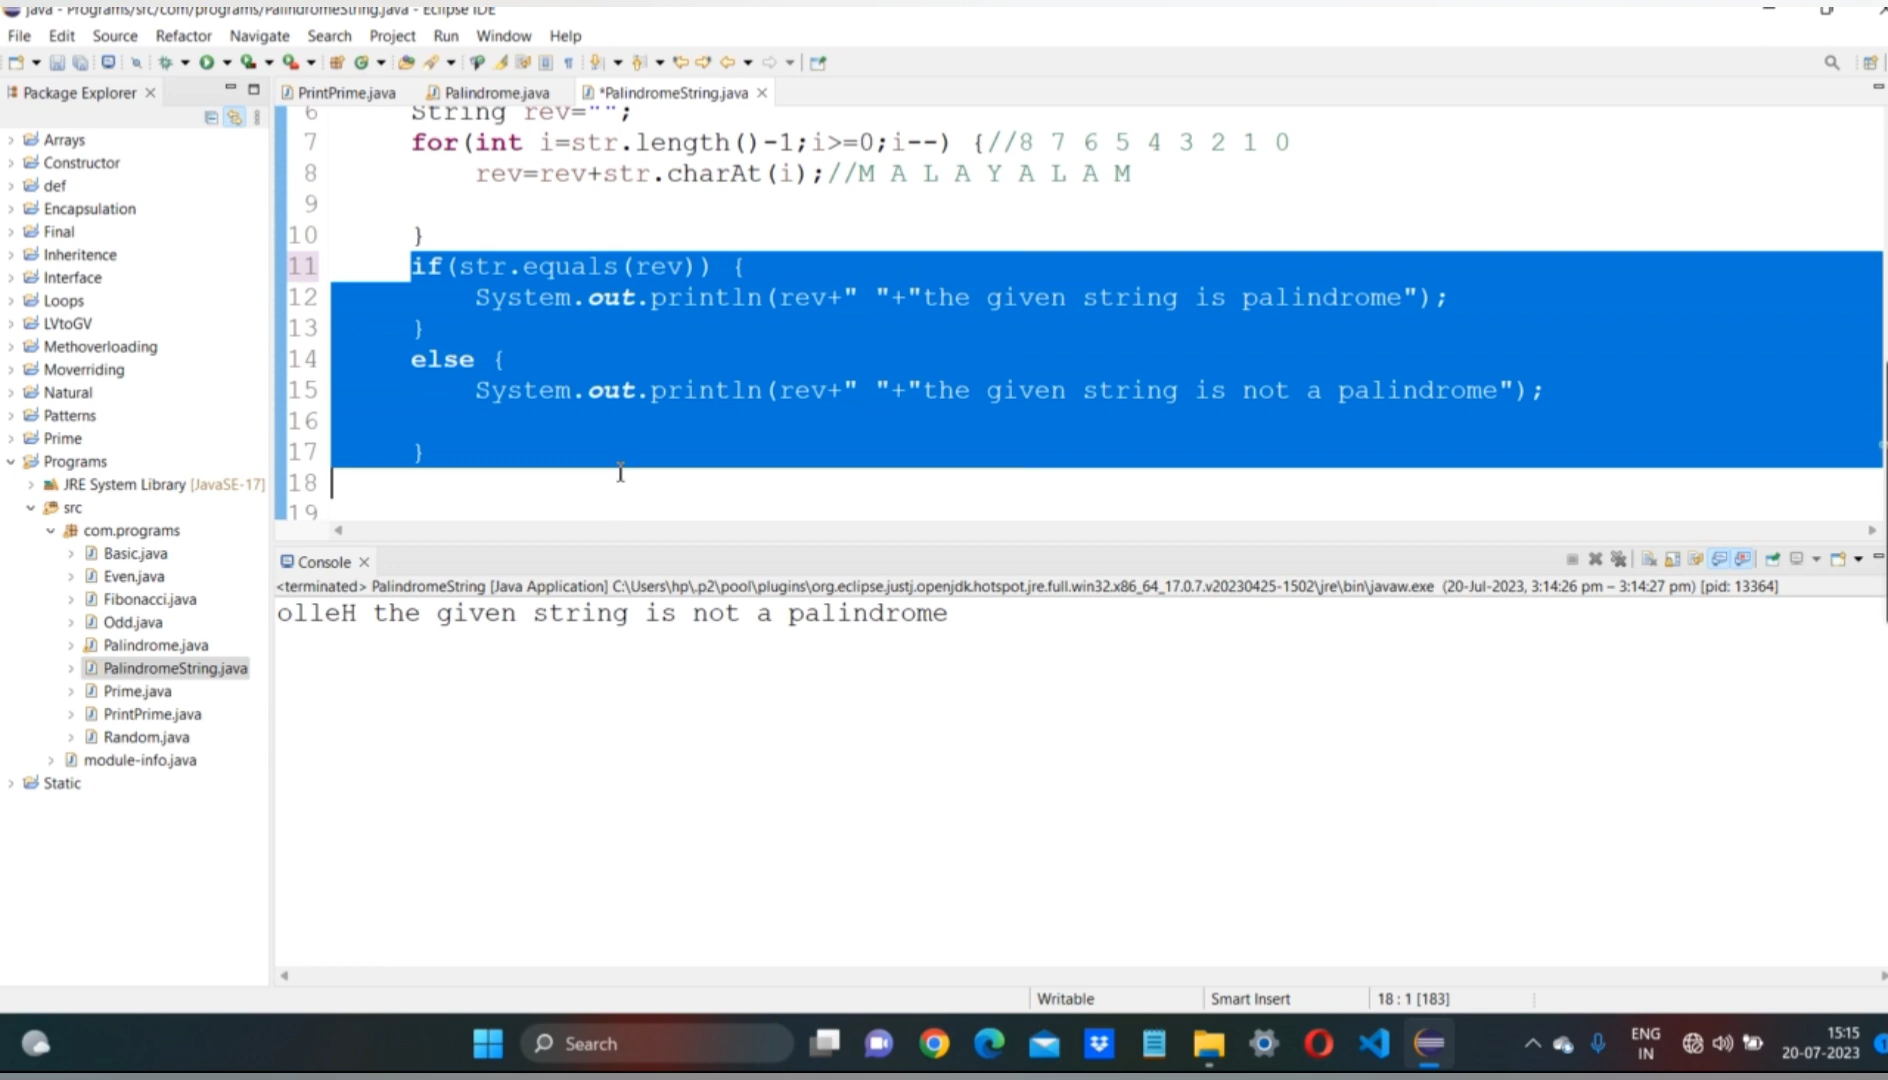 java - Programs/src/com/programs/PalindromeString.java - Eclipse IDE
File Edit Source Refactor Navigate Search Project Run Window Help
Package Explorer
PrintPrime.java Palindrome.java *PalindromeString.java
Arrays
Constructor
def
Encapsulation
Final
Inheritence
Interface
Loops
LVtoGV
Methoverloading
Moverriding
Natural
Patterns
Prime
Programs
JRE System Library [JavaSE-17]
src
com.programs
Basic.java
Even.java
Fibonacci.java
Odd.java
Palindrome.java
PalindromeString.java
Prime.java
PrintPrime.java
Random.java
module-info.java
Static
6 String rev="";
7 for(int i=str.length()-1;i>=0;i--) {//8 7 6 5 4 3 2 1 0
8 rev=rev+str.charAt(i);//M A L A Y A L A M
9
10 }
11 if(str.equals(rev)) {
12 System.out.println(rev+" "+"the given string is palindrome");
13 }
14 else {
15 System.out.println(rev+" "+"the given string is not a palindrome");
16
17 }
18
19
Console
<terminated> PalindromeString [Java Application] C:\Users\hp\.p2\pool\plugins\org.eclipse.justj.openjdk.hotspot.jre.full.win32.x86_64_17.0.7.v20230425-1502\jre\bin\javaw.exe (20-Jul-2023, 3:14:26 pm – 3:14:27 pm) [pid: 13364]
olleH the given string is not a palindrome
Writable Smart Insert 18 : 1 [183]
Search
ENG
IN
15:15
20-07-2023